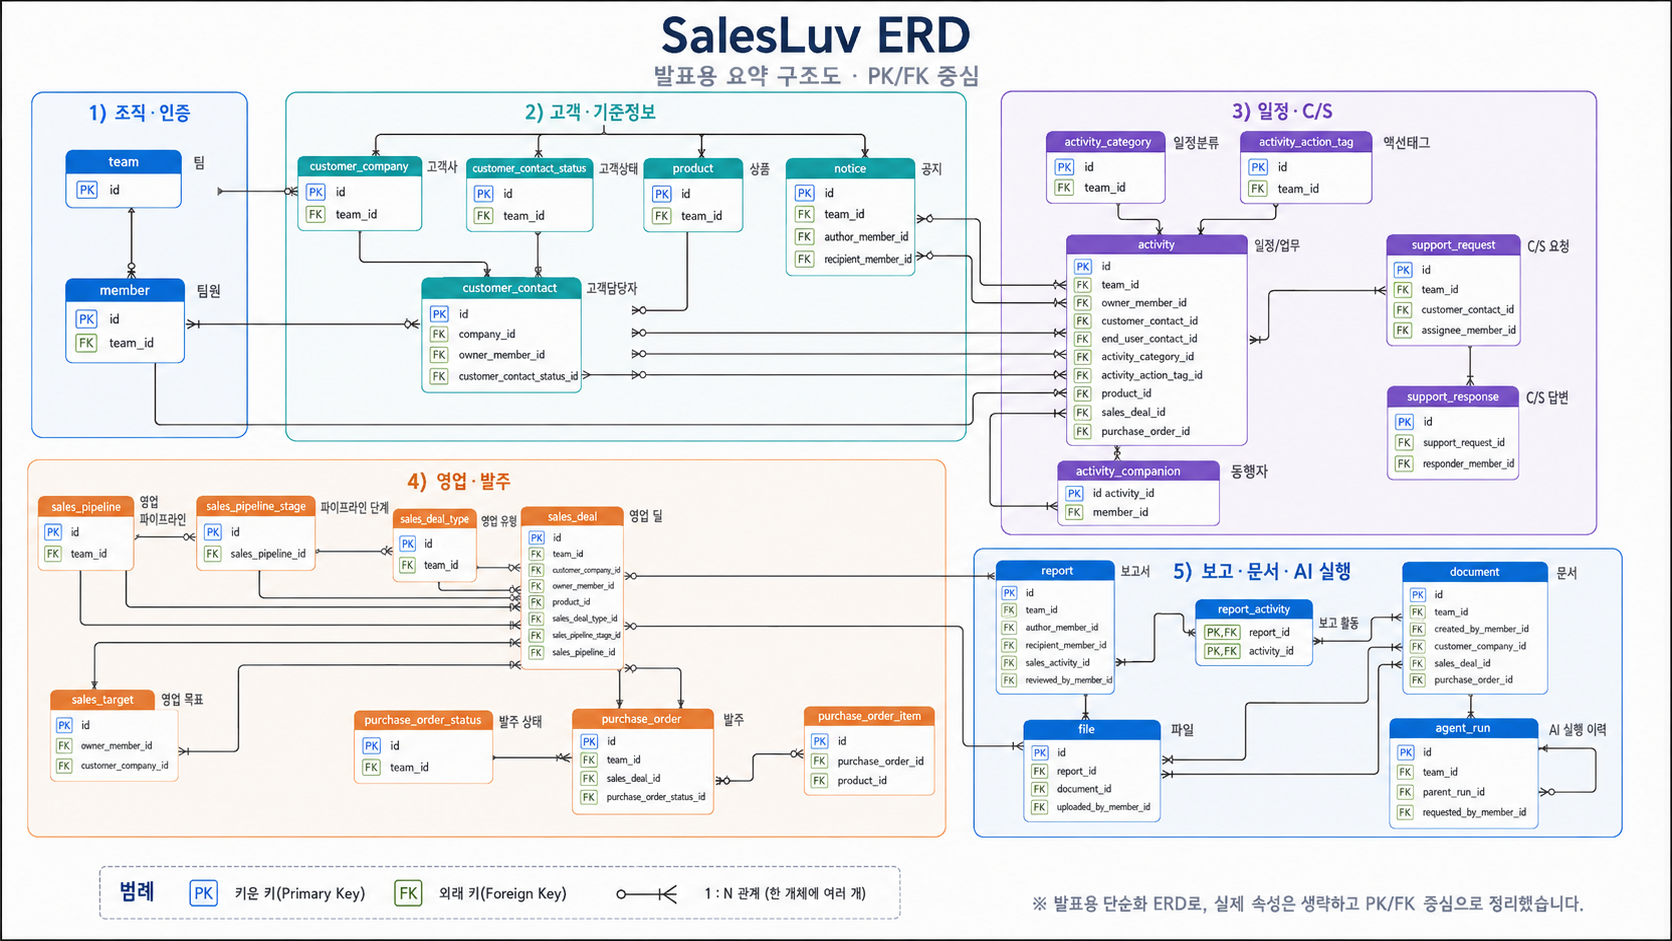 SalesLuv ERD
발표용 요약 구조도 · PK/FK 중심
1) 조직·인증
team 팀
PK id
member 팀원
PK id
FK team_id
2) 고객·기준정보
customer_company 고객사
PK id
FK team_id
customer_contact_status 고객상태
PK id
FK team_id
product 상품
PK id
FK team_id
notice 공지
PK id
FK team_id
FK author_member_id
FK recipient_member_id
customer_contact 고객담당자
PK id
FK company_id
FK owner_member_id
FK customer_contact_status_id
3) 일정·C/S
activity_category 일정분류
PK id
FK team_id
activity_action_tag 액션태그
PK id
FK team_id
activity 일정/업무
PK id
FK team_id
FK owner_member_id
FK customer_contact_id
FK end_user_contact_id
FK activity_category_id
FK activity_action_tag_id
FK product_id
FK sales_deal_id
FK purchase_order_id
support_request C/S 요청
PK id
FK team_id
FK customer_contact_id
FK assignee_member_id
support_response C/S 답변
PK id
FK support_request_id
FK responder_member_id
activity_companion 동행자
PK id activity_id
FK member_id
4) 영업·발주
sales_pipeline 영업
파이프라인
PK id
FK team_id
sales_pipeline_stage 파이프라인 단계
PK id
FK sales_pipeline_id
sales_deal_type 영업 유형
PK id
FK team_id
sales_deal 영업 딜
PK id
FK team_id
FK customer_company_id
FK owner_member_id
FK product_id
FK sales_deal_type_id
FK sales_pipeline_stage_id
FK sales_pipeline_id
sales_target 영업 목표
PK id
FK owner_member_id
FK customer_company_id
purchase_order_status 발주 상태
PK id
FK team_id
purchase_order 발주
PK id
FK team_id
FK sales_deal_id
FK purchase_order_status_id
purchase_order_item
PK id
FK purchase_order_id
FK product_id
5) 보고·문서·AI 실행
report 보고서
PK id
FK team_id
FK author_member_id
FK recipient_member_id
FK sales_activity_id
FK reviewed_by_member_id
report_activity 보고 활동
PK,FK report_id
PK,FK activity_id
document 문서
PK id
FK team_id
FK created_by_member_id
FK customer_company_id
FK sales_deal_id
FK purchase_order_id
file 파일
PK id
FK report_id
FK document_id
FK uploaded_by_member_id
agent_run AI 실행 이력
PK id
FK team_id
FK parent_run_id
FK requested_by_member_id
범례 PK 키운 키(Primary Key) FK 외래 키(Foreign Key) 1 : N 관계 (한 개체에 여러 개)
※ 발표용 단순화 ERD로, 실제 속성은 생략하고 PK/FK 중심으로 정리했습니다.